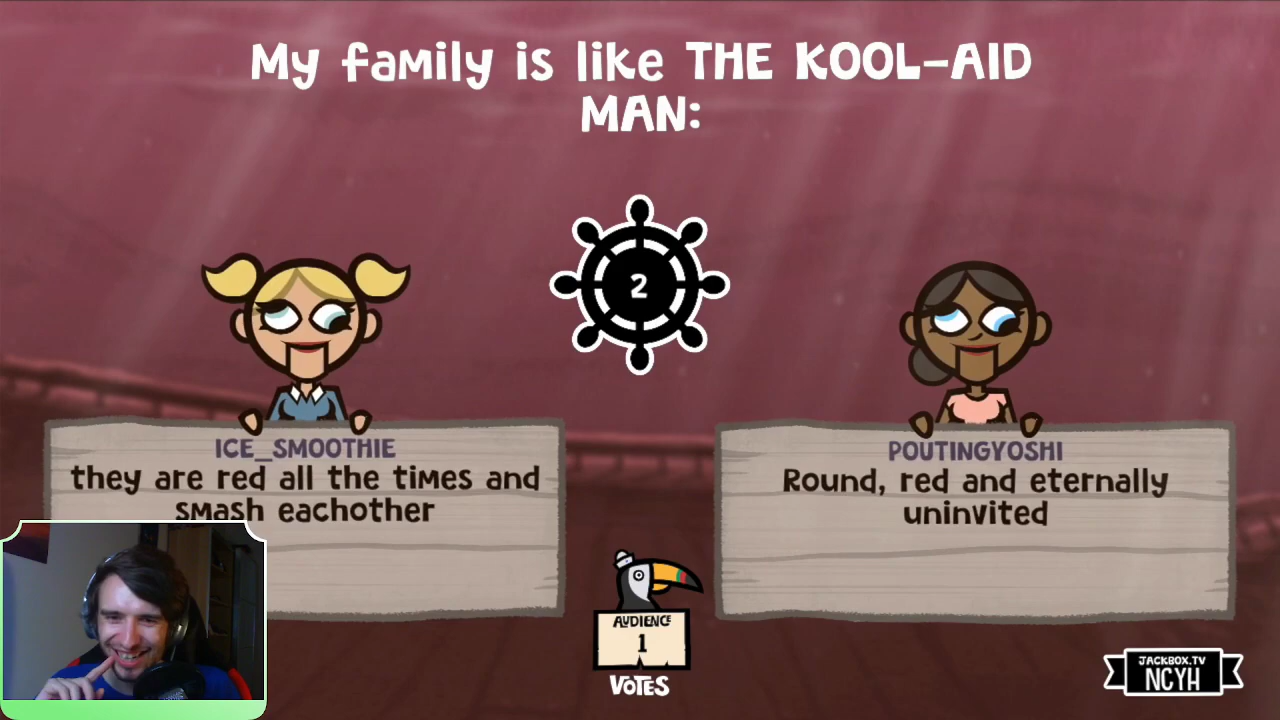 My family is like THE KOOL-AID
MAN:
2
ICE_SMOOTHIE
they are red all the times and
smash eachother
POUTINGYOSHI
Round, red and eternally
uninvited
AUDIENCE
1
VOTES
JACKBOX.TV
NCYH